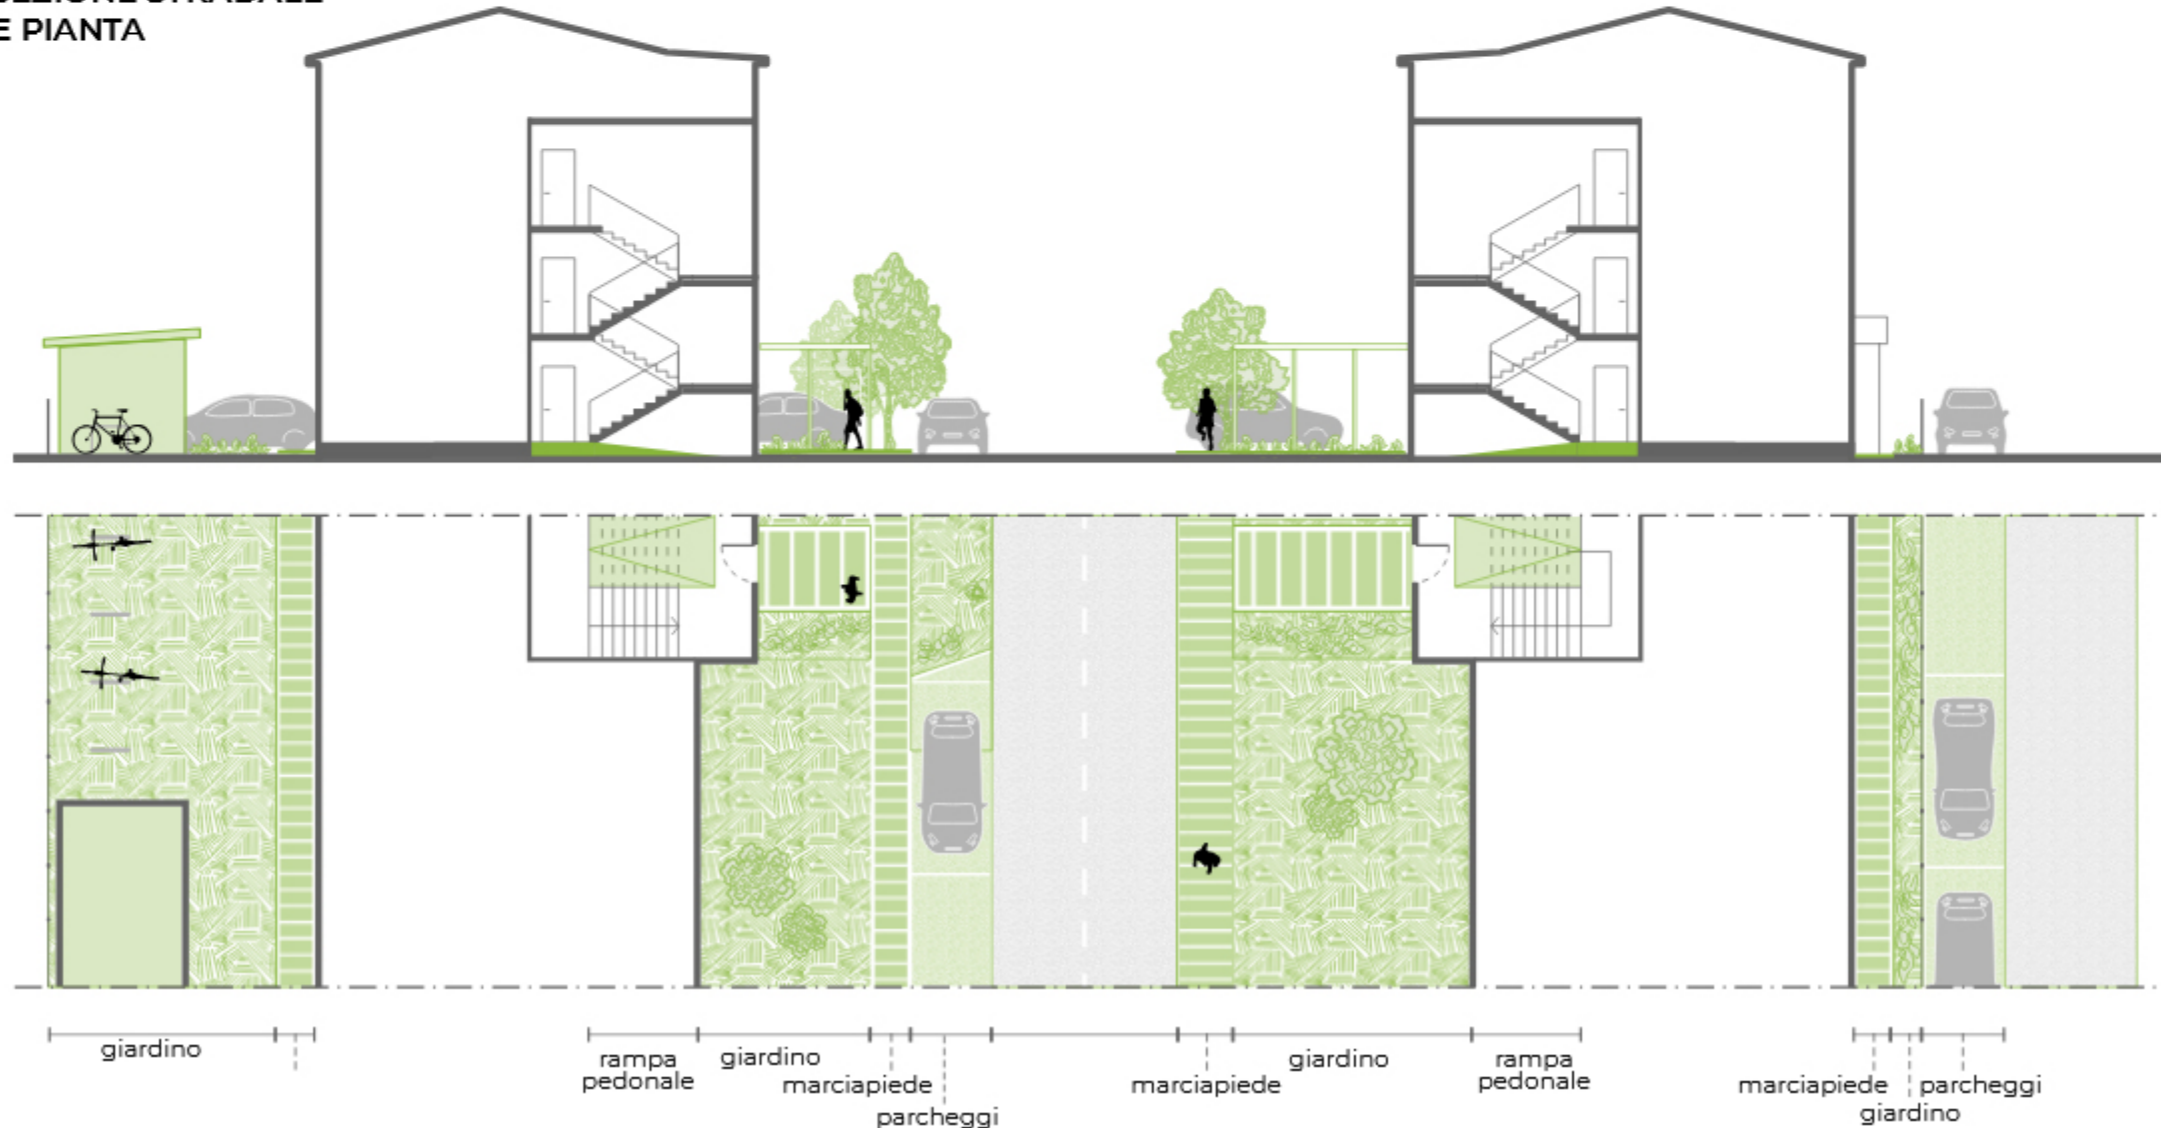 E PIANTA
giardino
rampa
pedonale
giardino
marciapiede
parcheggi
marciapiede
giardino
rampa
pedonale
marciapiede
giardino
parcheggi